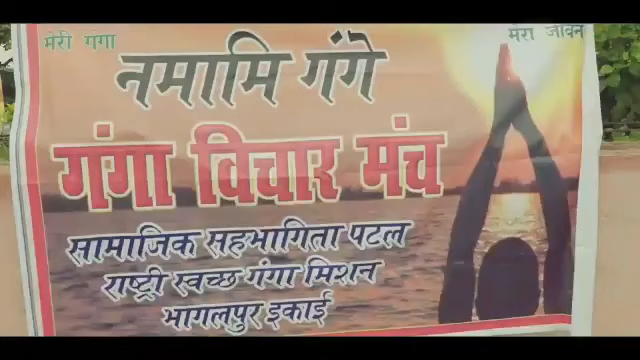 मेरी गंगा मेरा जीवन
नमामि गंगे
गंगा विचार मंच
सामाजिक सहभागिता पटल
राष्ट्री स्वच्छ गंगा मिशन
भागलपुर इकाई